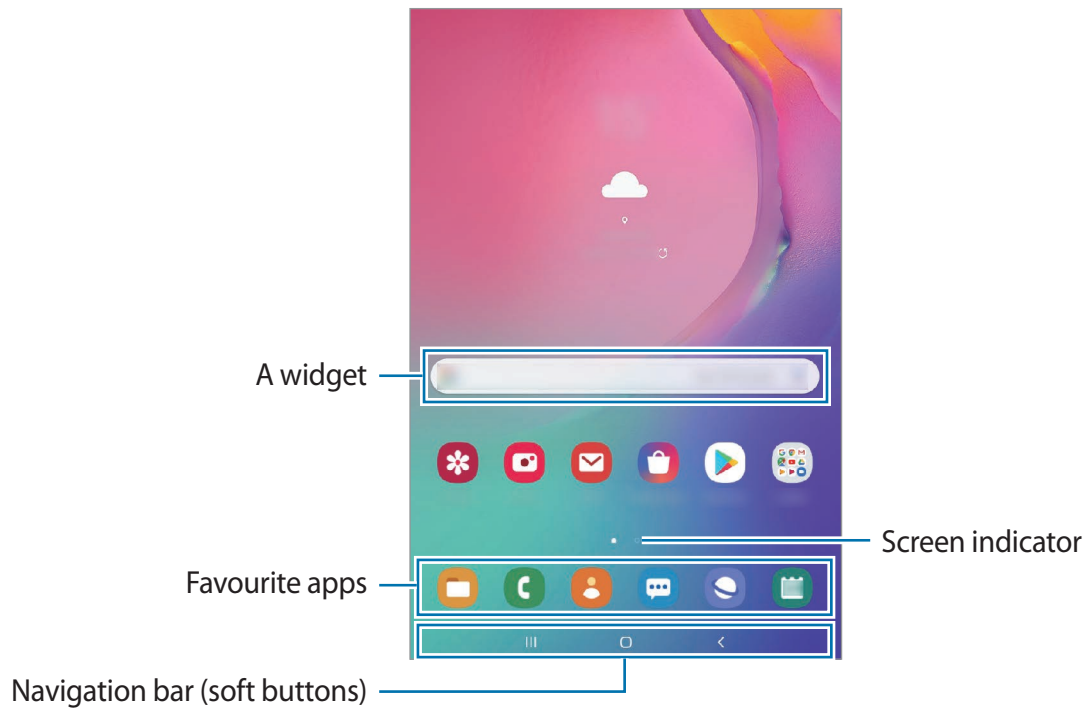 A widget
Screen indicator
Favourite apps
Navigation bar (soft buttons)